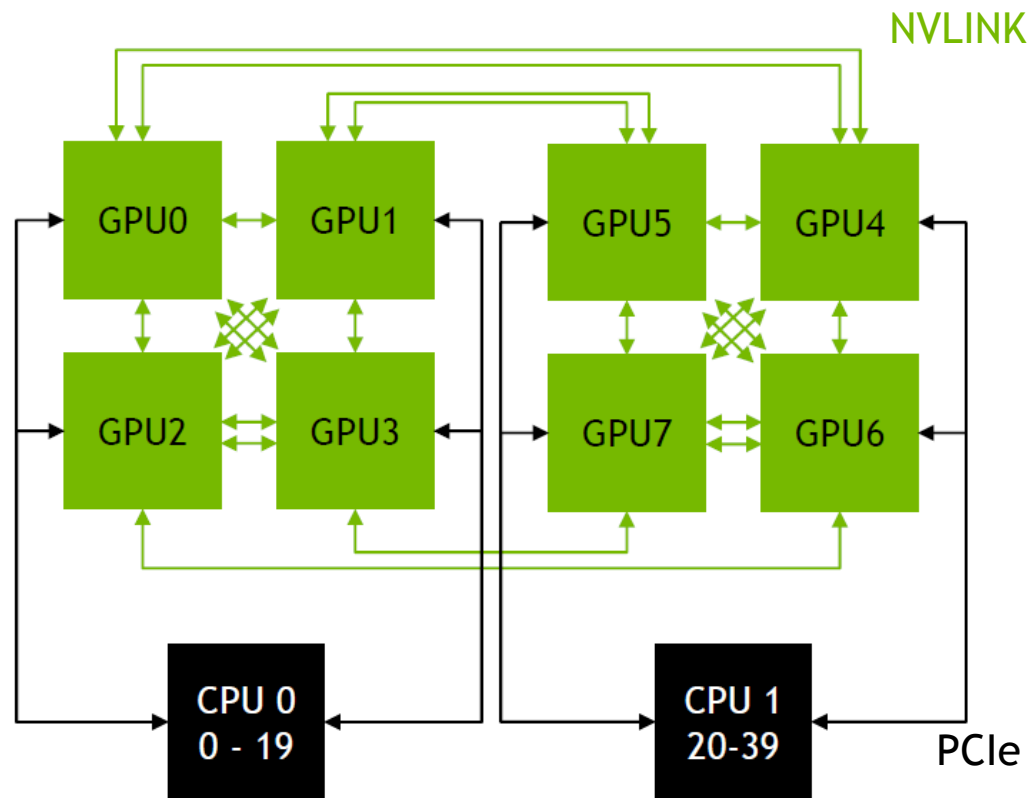 NVLINK
GPU0
GPU1
GPU5
GPU4
GPU2
GPU3
GPU7
GPU6
CPU 0
0 - 19
CPU 1
20-39
PCIe